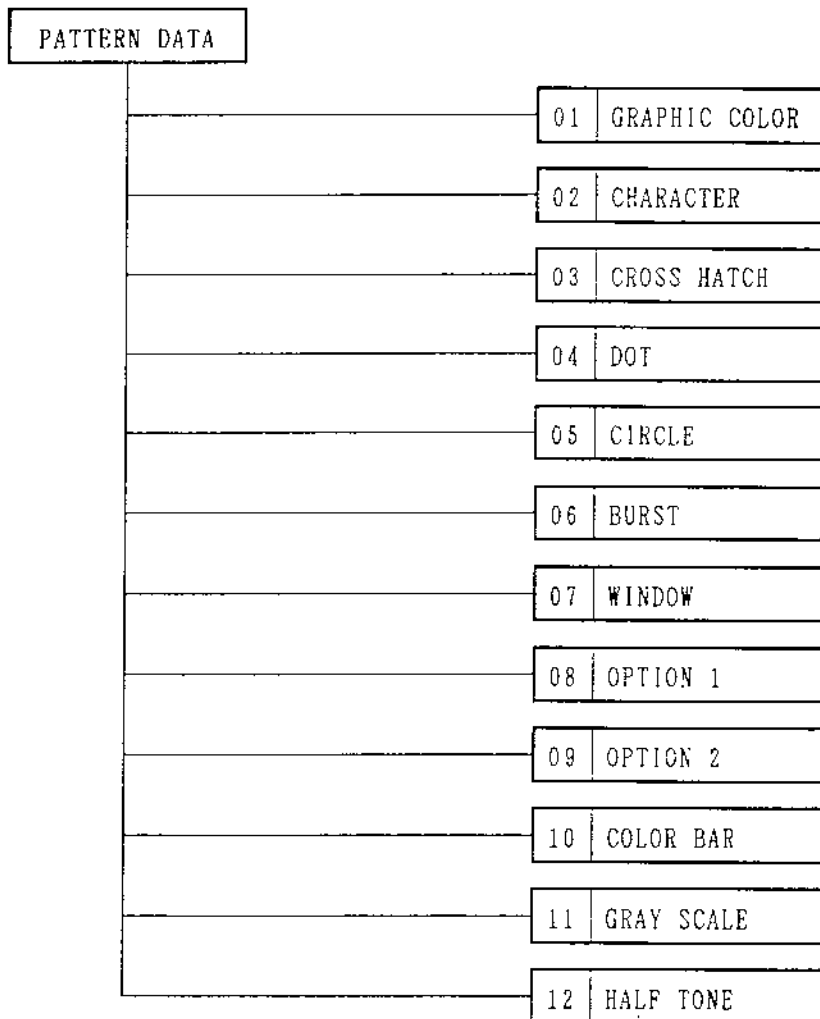 PATTERN DATA
01 GRAPHIC COLOR
02 CHARACTER
03 CROSS HATCH
04 DOT
05 CIRCLE
06 BURST
07 WINDOW
08 OPTION 1
09 OPTION 2
10 COLOR BAR
11 GRAY SCALE
12 HALF TONE